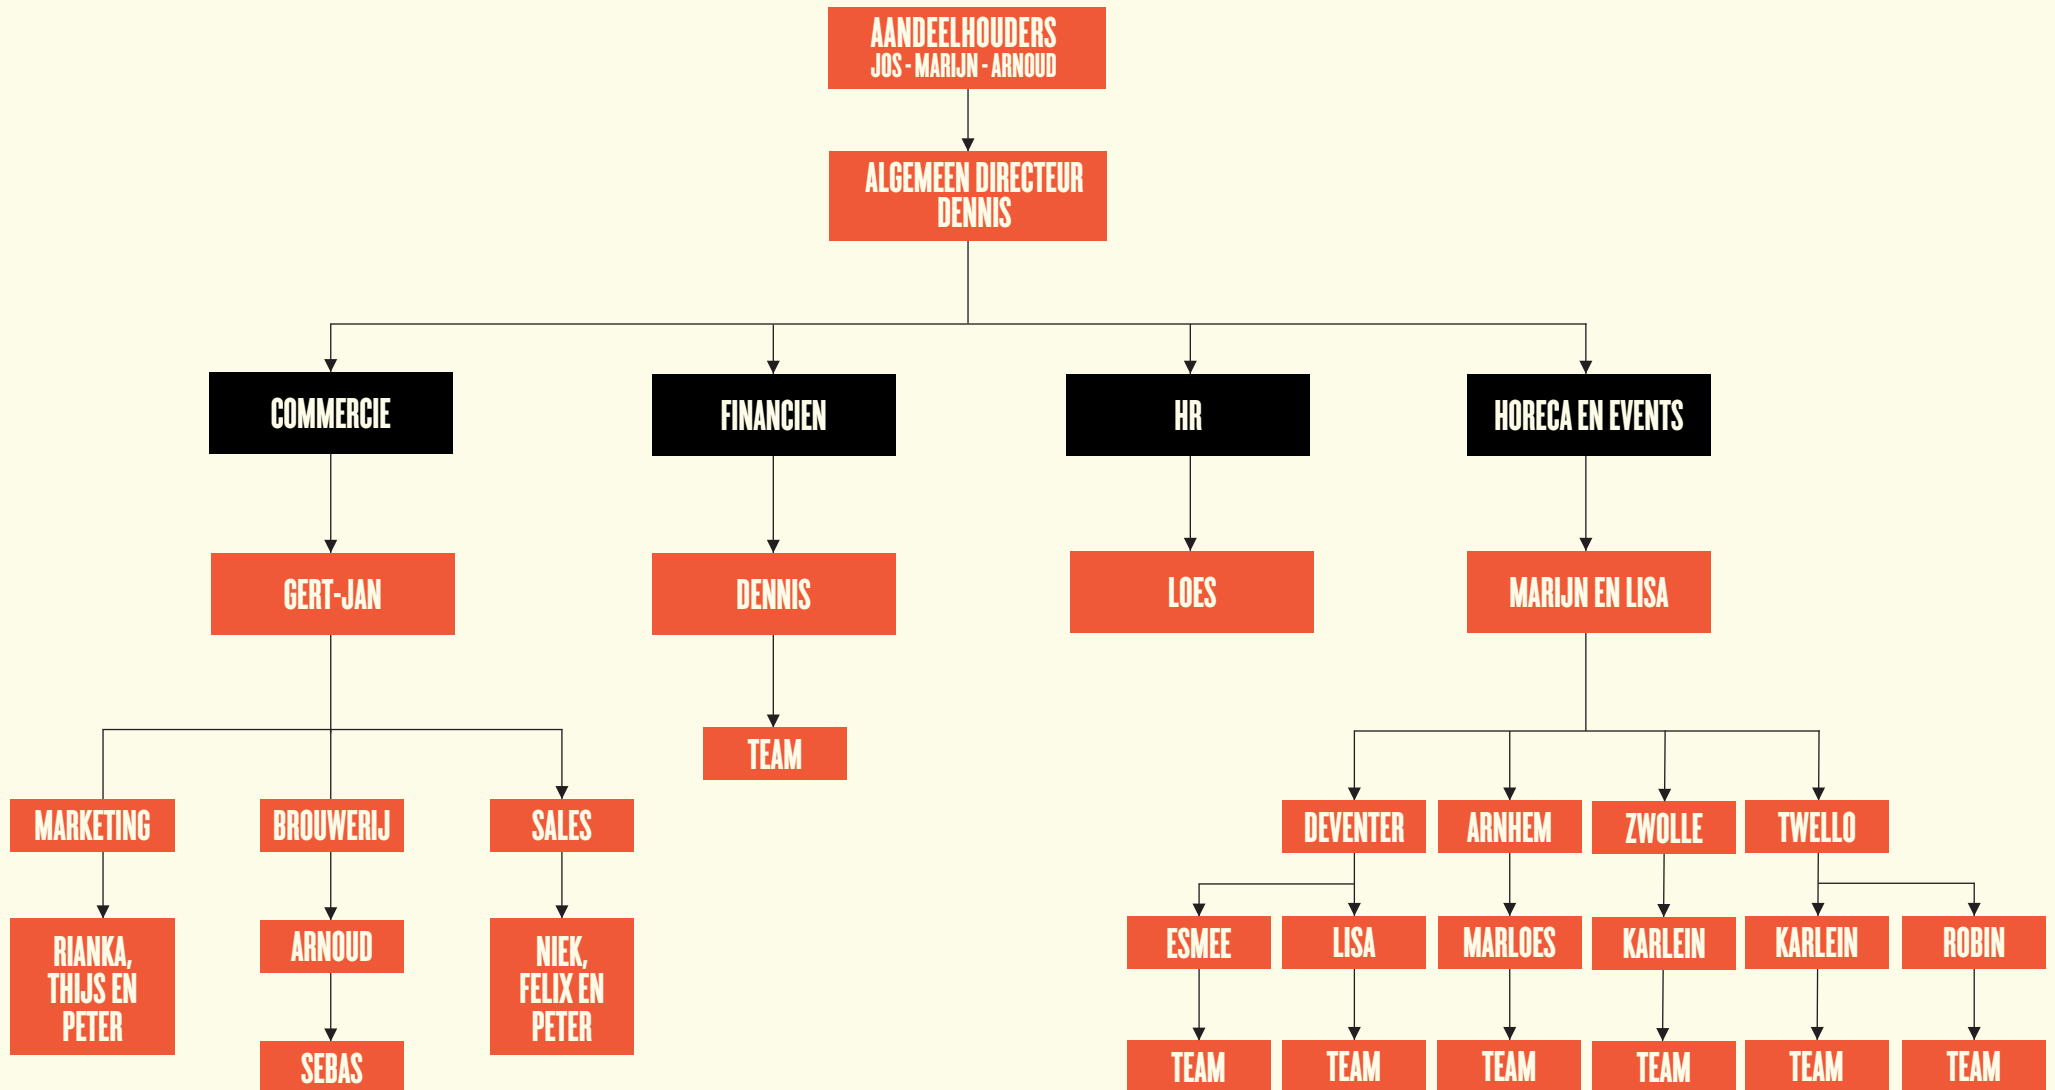 AANDEELHOUDERS
JOS - MARIJN - ARNOUD
ALGEMEEN DIRECTEUR
DENNIS
COMMERCIE
FINANCIEN
HR
HORECA EN EVENTS
GERT-JAN
DENNIS
LOES
MARIJN EN LISA
TEAM
MARKETING
BROUWERIJ
SALES
DEVENTER
ARNHEM
ZWOLLE
TWELLO
RIANKA,
THIJS EN
PETER
ARNOUD
NIEK,
FELIX EN
PETER
ESMEE
LISA
MARLOES
KARLEIN
KARLEIN
ROBIN
SEBAS
TEAM
TEAM
TEAM
TEAM
TEAM
TEAM